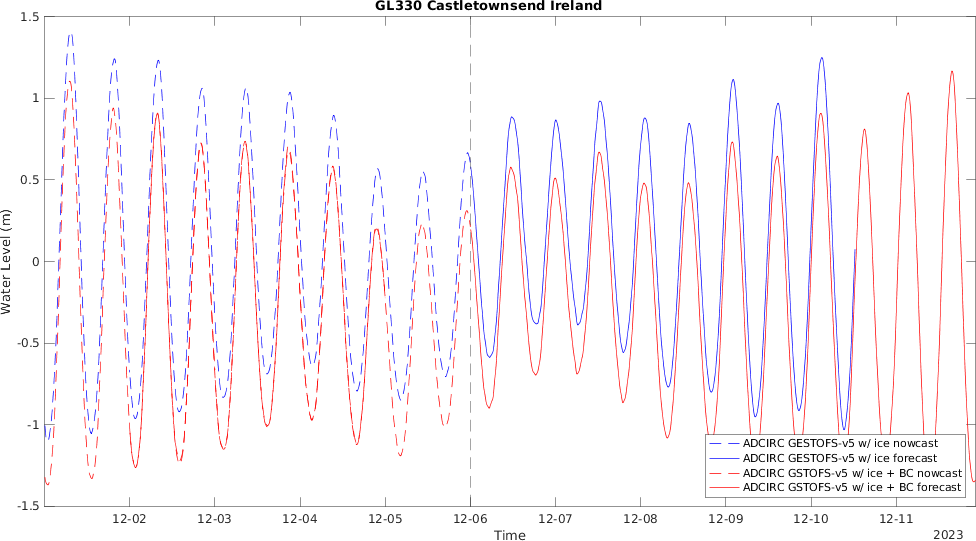 GL330 Castletownsend Ireland
1.5
1
0.5
0
-0.5
-1
-1.5
Water Level (m)
ADCIRC GESTOFS-v5 w/ ice nowcast
ADCIRC GESTOFS-v5 w/ ice forecast
ADCIRC GSTOFS-v5 w/ ice + BC nowcast
ADCIRC GSTOFS-v5 w/ ice + BC forecast
12-02 12-03 12-04 12-05 12-06 12-07 12-08 12-09 12-10 12-11
Time
2023